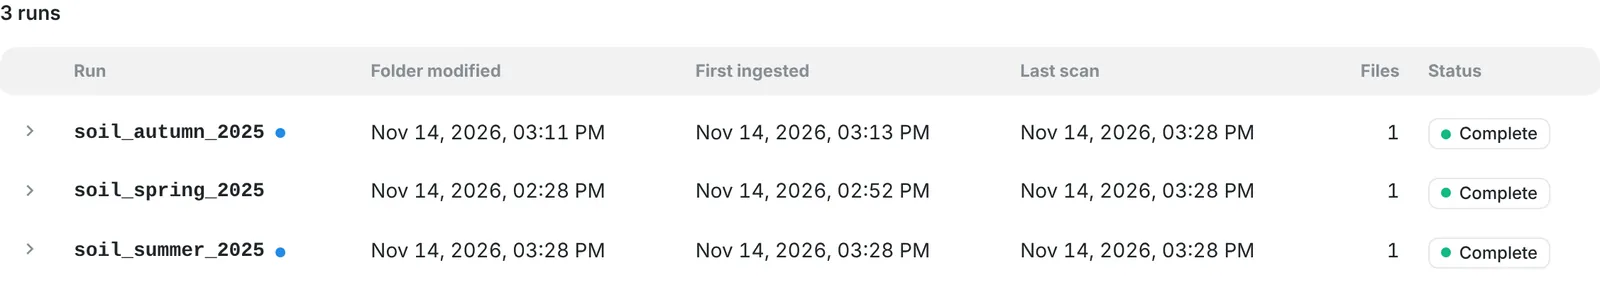 3 runs
Run Folder modified First ingested Last scan Files Status
soil_autumn_2025 Nov 14, 2026, 03:11 PM Nov 14, 2026, 03:13 PM Nov 14, 2026, 03:28 PM 1 Complete
soil_spring_2025 Nov 14, 2026, 02:28 PM Nov 14, 2026, 02:52 PM Nov 14, 2026, 03:28 PM 1 Complete
soil_summer_2025 Nov 14, 2026, 03:28 PM Nov 14, 2026, 03:28 PM Nov 14, 2026, 03:28 PM 1 Complete